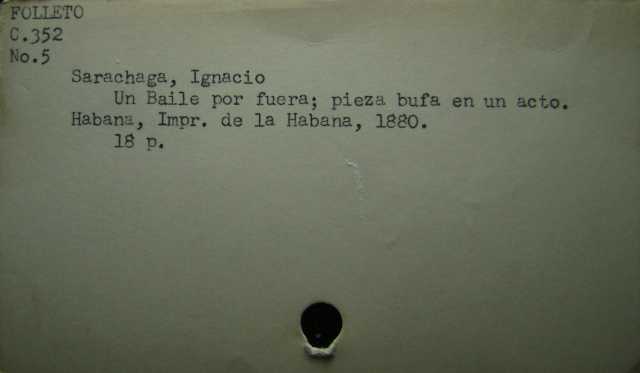 FOLLETO
C.352
No.5
Sarachaga, Ignacio
Un Baile por fuera; pieza bufa en un acto.
Habana, Impr. de la Habana, 1880.
18 p.